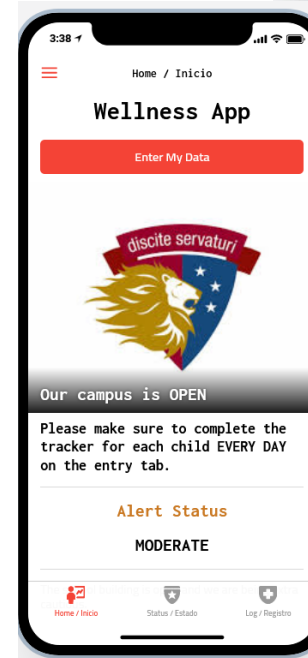 3:38
Home / Inicio
Wellness App
Enter My Data
discite servaturi
Our campus is OPEN
Please make sure to complete the
tracker for each child EVERY DAY
on the entry tab.
Alert Status
MODERATE
Home / Inicio
Status / Estado
Log / Registro